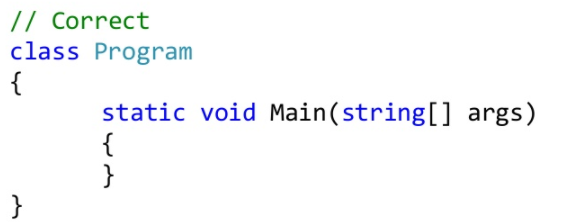 // Correct
class Program
{
        static void Main(string[] args)
        {
        }
}